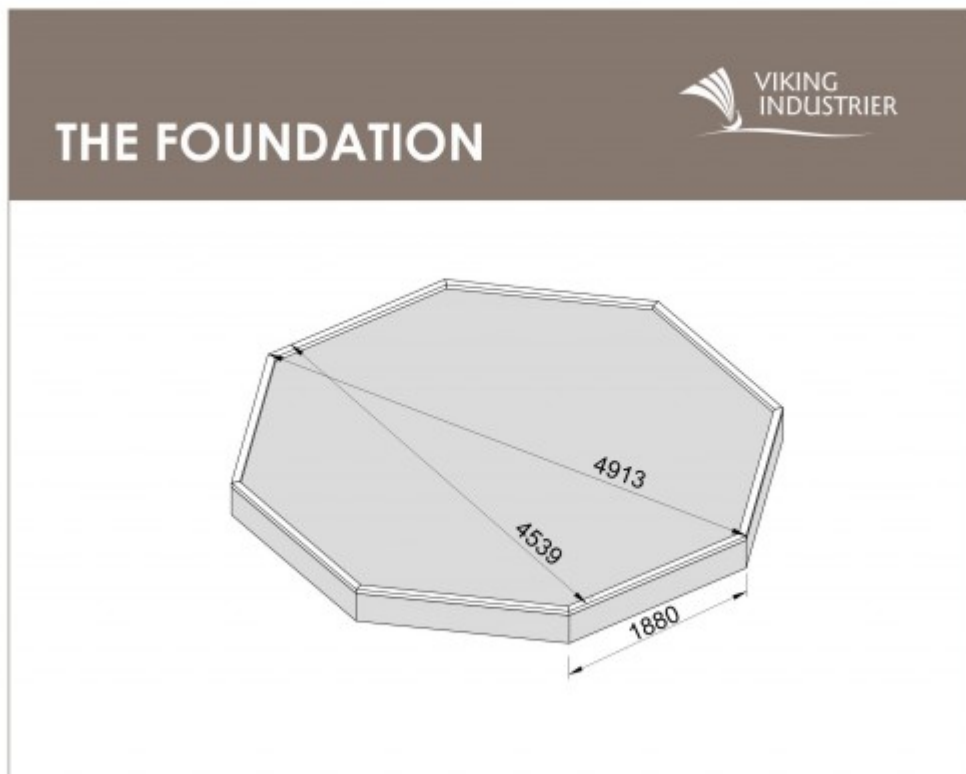 VIKING
INDUSTRIER
THE FOUNDATION
4913
4539
1880